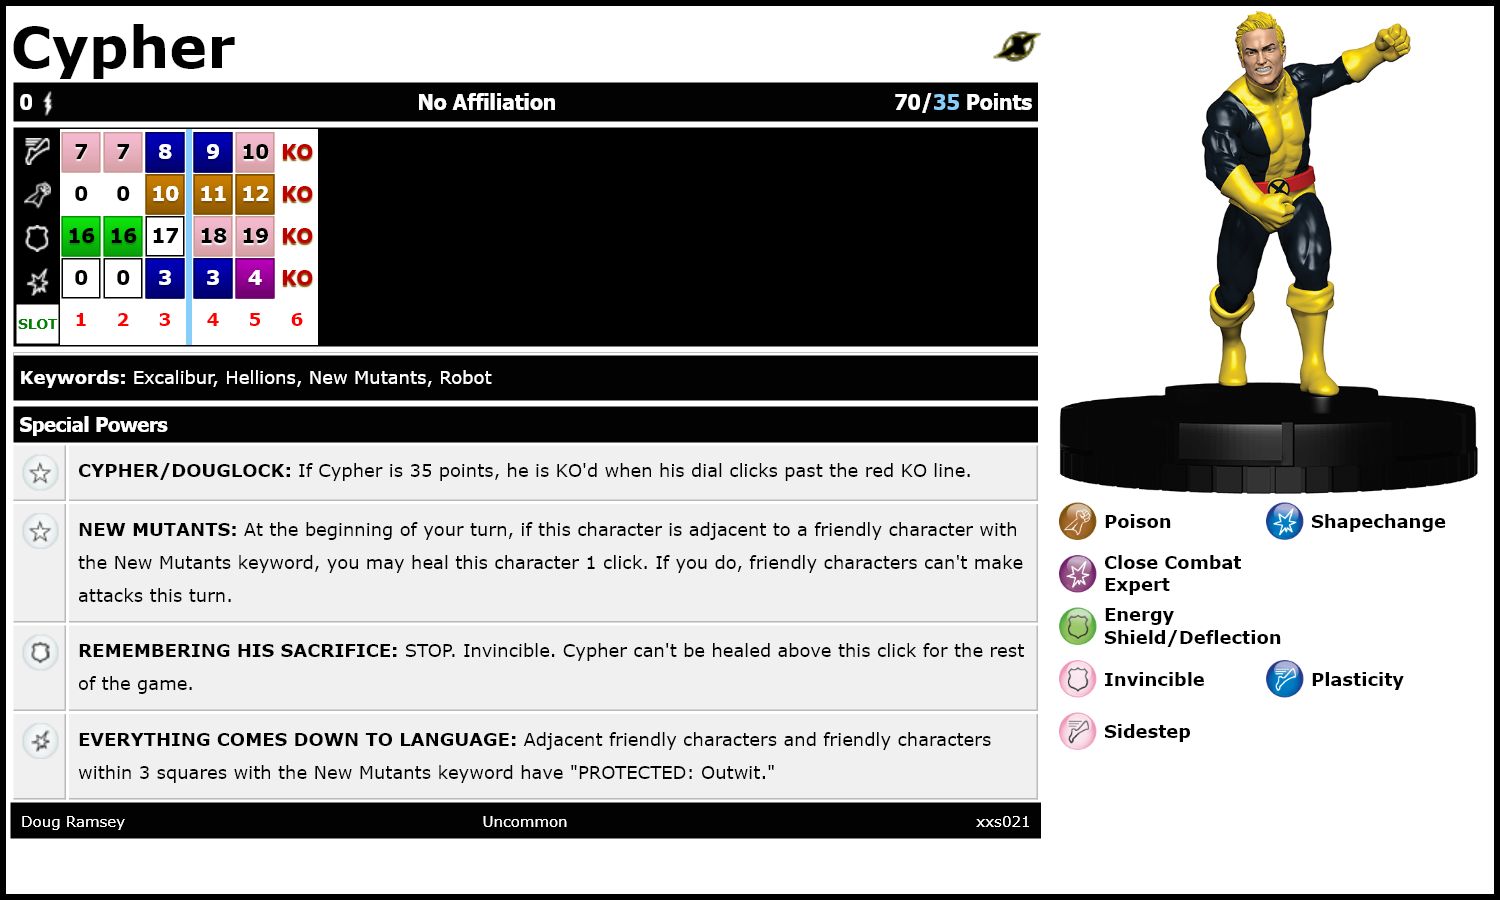 Cypher
0 No Affiliation 70/35 Points
7 7 8 9 10 KO
0 0 10 11 12 KO
16 16 17 18 19 KO
0 0 3 3 4 KO
SLOT 1 2 3 4 5 6
Keywords: Excalibur, Hellions, New Mutants, Robot
Special Powers
CYPHER/DOUGLOCK: If Cypher is 35 points, he is KO'd when his dial clicks past the red KO line.
NEW MUTANTS: At the beginning of your turn, if this character is adjacent to a friendly character with
the New Mutants keyword, you may heal this character 1 click. If you do, friendly characters can't make
attacks this turn.
REMEMBERING HIS SACRIFICE: STOP. Invincible. Cypher can't be healed above this click for the rest
of the game.
EVERYTHING COMES DOWN TO LANGUAGE: Adjacent friendly characters and friendly characters
within 3 squares with the New Mutants keyword have "PROTECTED: Outwit."
Doug Ramsey Uncommon xxs021
Poison Shapechange
Close Combat
Expert
Energy
Shield/Deflection
Invincible Plasticity
Sidestep